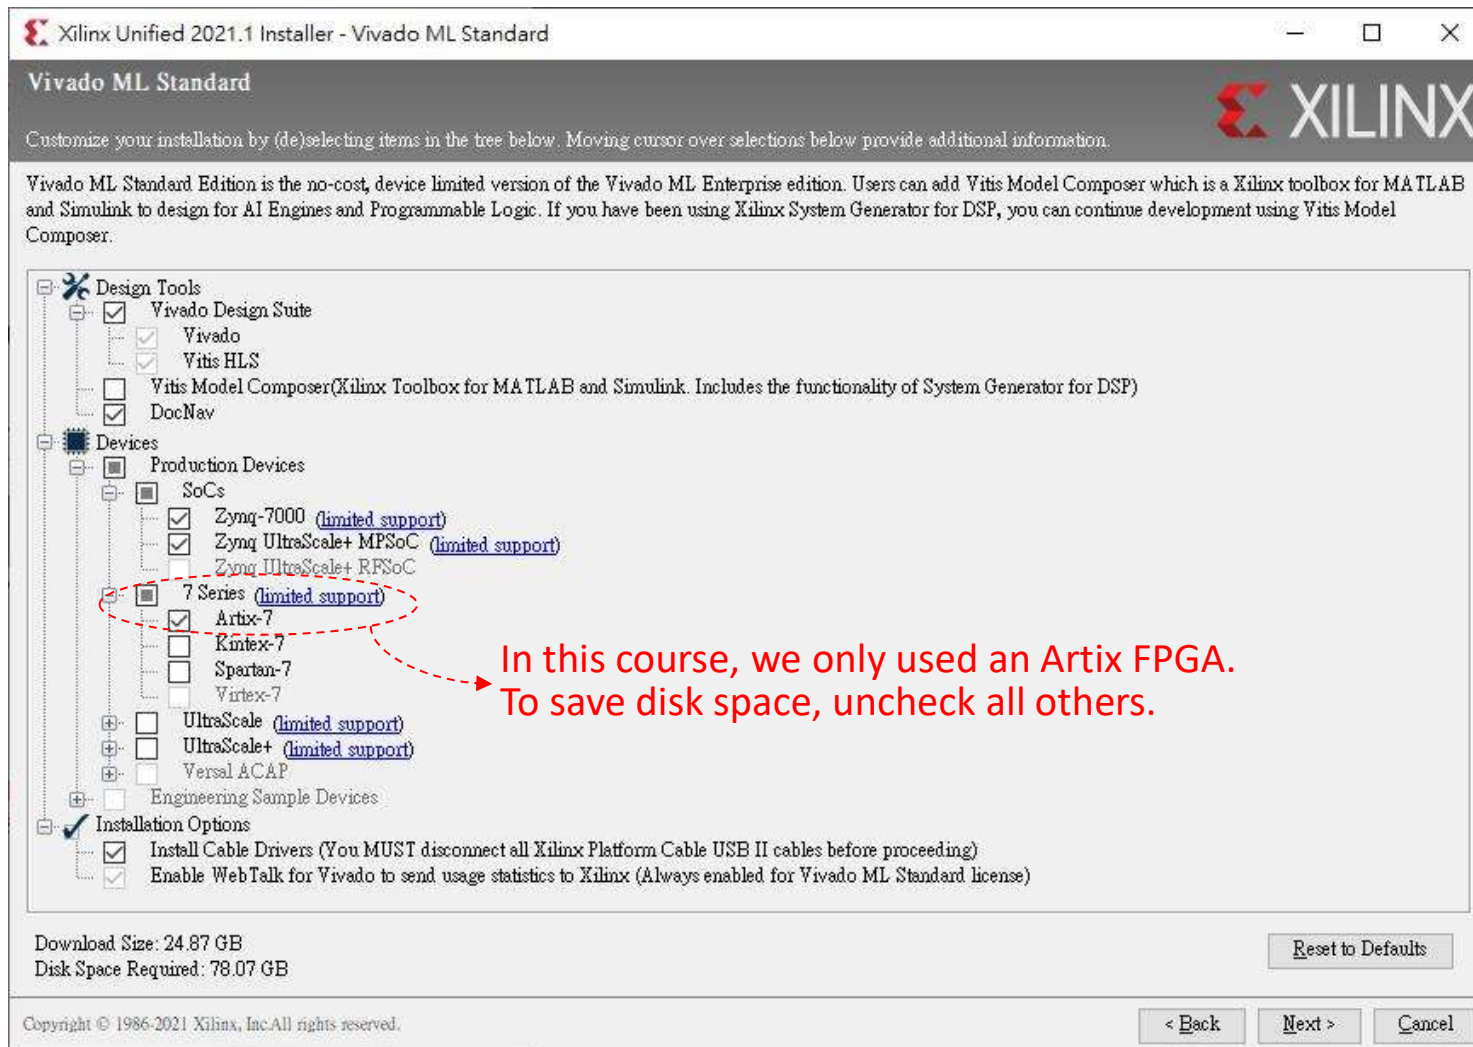 Xilinx Unified 2021.1 Installer - Vivado ML Standard
Vivado ML Standard
XILINX
Customize your installation by (de)selecting items in the tree below. Moving cursor over selections below provide additional information.
Vivado ML Standard Edition is the no-cost, device limited version of the Vivado ML Enterprise edition. Users can add Vitis Model Composer which is a Xilinx toolbox for MATLAB
and Simulink to design for AI Engines and Programmable Logic. If you have been using Xilinx System Generator for DSP, you can continue development using Vitis Model
Composer.
Design Tools
Vivado Design Suite
Vivado
Vitis HLS
Vitis Model Composer(Xilinx Toolbox for MATLAB and Simulink. Includes the functionality of System Generator for DSP)
DocNav
Devices
Production Devices
SoCs
Zynq-7000 (limited support)
Zynq UltraScale+ MPSoC (limited support)
Zynq UltraScale+ RFSoC
7 Series (limited support)
Artix-7
Kintex-7
Spartan-7
Virtex-7
In this course, we only used an Artix FPGA.
To save disk space, uncheck all others.
UltraScale (limited support)
UltraScale+ (limited support)
Versal ACAP
Engineering Sample Devices
Installation Options
Install Cable Drivers (You MUST disconnect all Xilinx Platform Cable USB II cables before proceeding)
Enable WebTalk for Vivado to send usage statistics to Xilinx (Always enabled for Vivado ML Standard license)
Download Size: 24.87 GB
Disk Space Required: 78.07 GB
Reset to Defaults
Copyright © 1986-2021 Xilinx, Inc.All rights reserved.
< Back
Next >
Cancel